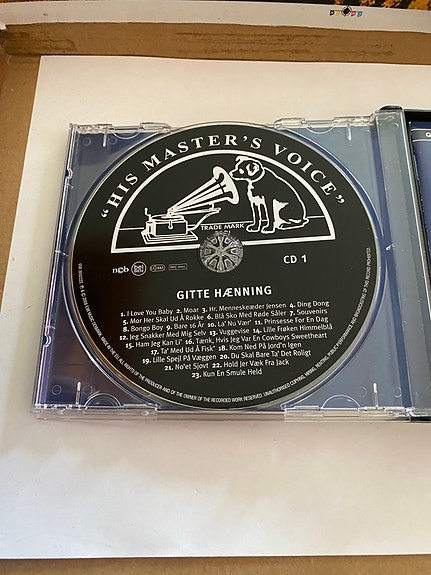 "HIS MASTER'S VOICE"
TRADE MARK
ncb
CD 1
GITTE HÆNNING
1. I Love You Baby 2. Moar 3. Hr. Menneskeæder Jensen 4. Ding Dong
5. Mor Her Skal Ud Å Rokke 6. Blå Sko Med Røde Såler 7. Souvenirs
8. Bongo Boy 9. Bare 16 År 10. La' Nu Vær' 11. Prinsesse For En Dag
12. Jeg Snakker Med Mig Selv 13. Vuggevise 14. Lille Frøken Himmelblå
15. Ham Jeg Kan Li' 16. Tænk, Hvis Jeg Var En Cowboys Sweetheart
17. Ta' Med Ud Å Fisk' 18. Kom Ned På Jord'n Igen
19. Lille Spejl På Væggen 20. Du Skal Bare Ta' Det Roligt
21. No'et Sjovt 22. Hold Jer Væk Fra Jack
23. Kun En Smule Held